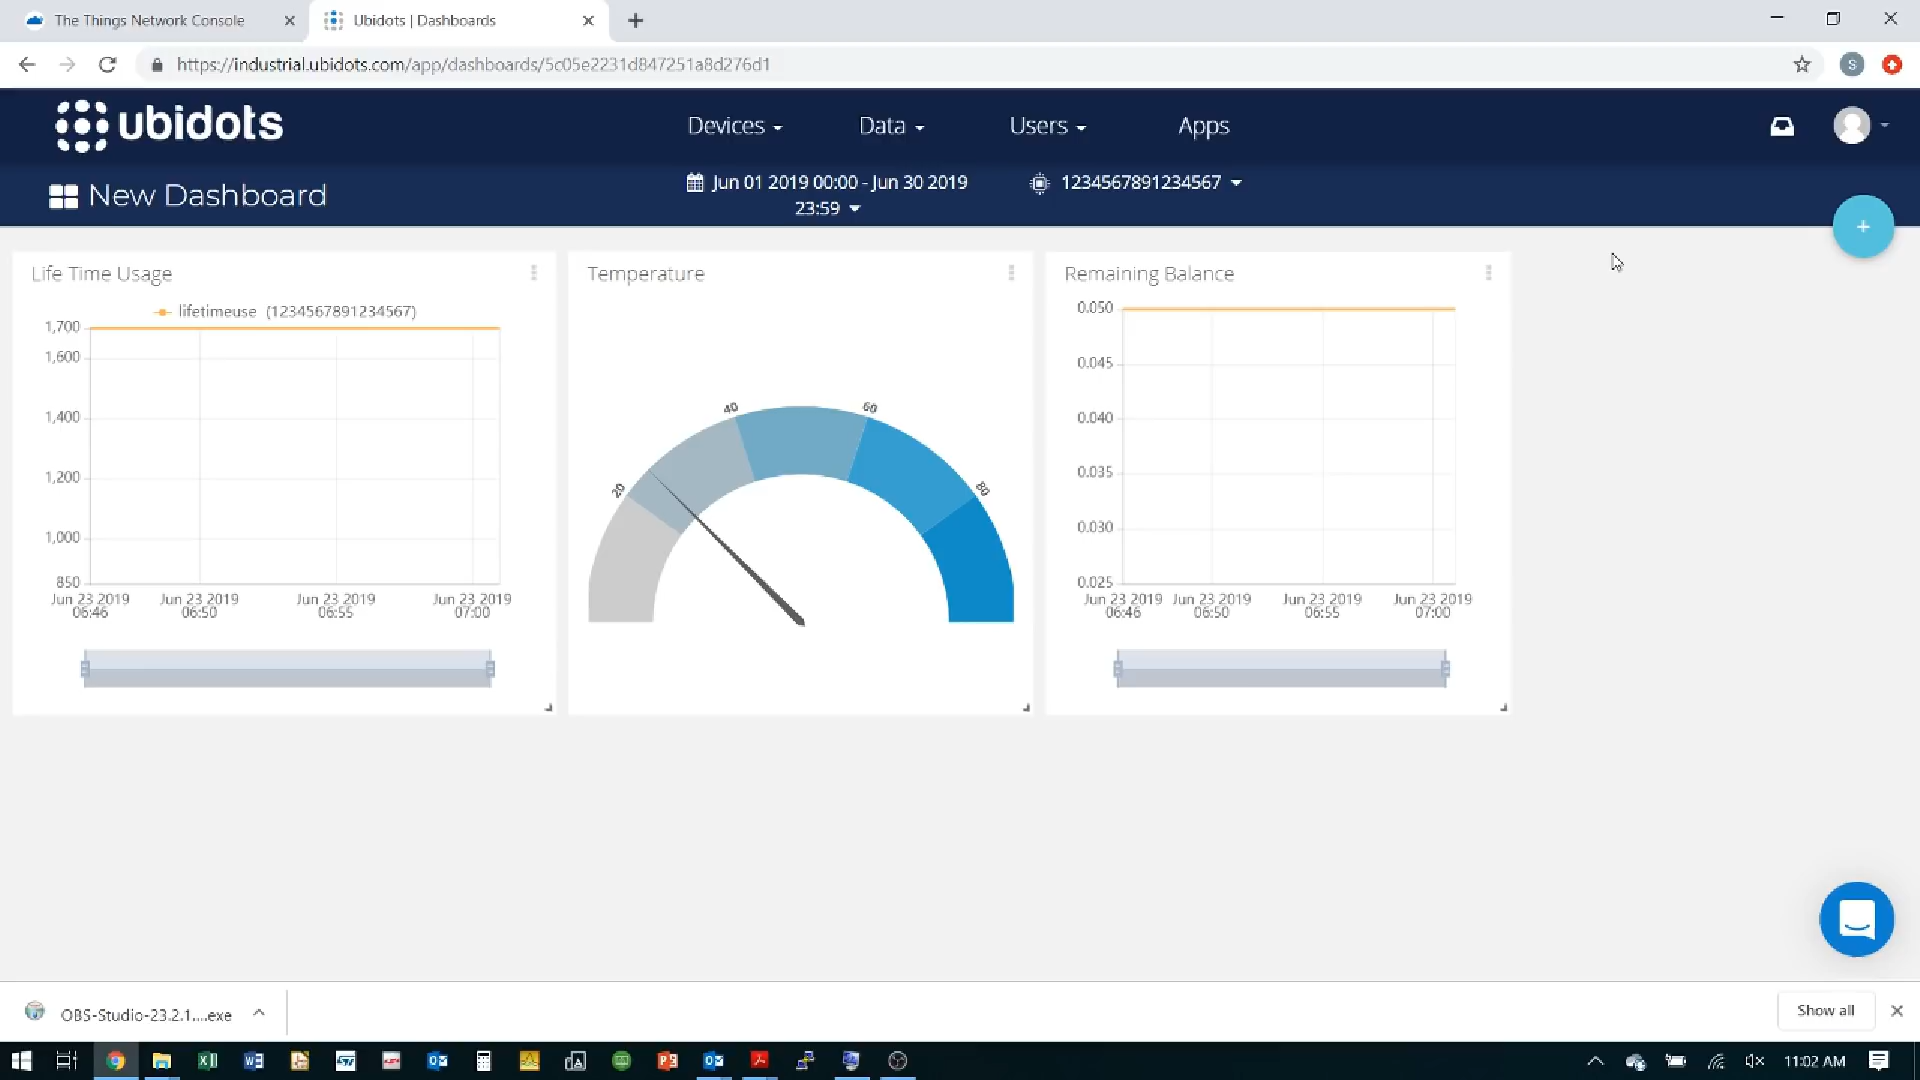 The Things Network Console
Ubidots | Dashboards
https://industrial.ubidots.com/app/dashboards/5c05e2231d847251a8d276d1
S
ubidots
Devices
Data
Users
Apps
New Dashboard
Jun 01 2019 00:00 - Jun 30 2019
23:59
1234567891234567
+
Life Time Usage
lifetimeuse (1234567891234567)
1,700
1,600
1,400
1,200
1,000
850
Jun 23 2019
06:46
Jun 23 2019
06:50
Jun 23 2019
06:55
Jun 23 2019
07:00
Temperature
20
40
60
80
Remaining Balance
0.050
0.045
0.040
0.035
0.030
0.025
Jun 23 2019
06:46
Jun 23 2019
06:50
Jun 23 2019
06:55
Jun 23 2019
07:00
OBS-Studio-23.2.1....exe
Show all
11:02 AM